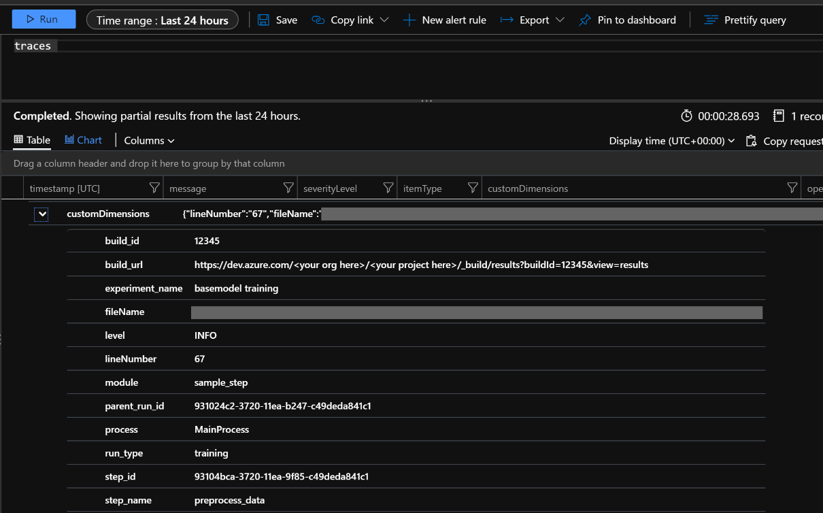 Run Time range : Last 24 hours Save Copy link New alert rule Export Pin to dashboard Prettify query
traces
...
Completed. Showing partial results from the last 24 hours. 00:00:28.693 1 reco
Table Chart Columns Display time (UTC+00:00) Copy request
Drag a column header and drop it here to group by that column
timestamp [UTC] message severityLevel itemType customDimensions ope
customDimensions {"lineNumber":"67","fileName":"
build_id 12345
build_url https://dev.azure.com/<your org here>/<your project here>/_build/results?buildId=12345&view=results
experiment_name basemodel training
fileName
level INFO
lineNumber 67
module sample_step
parent_run_id 931024c2-3720-11ea-b247-c49deda841c1
process MainProcess
run_type training
step_id 93104bca-3720-11ea-9f85-c49deda841c1
step_name preprocess_data